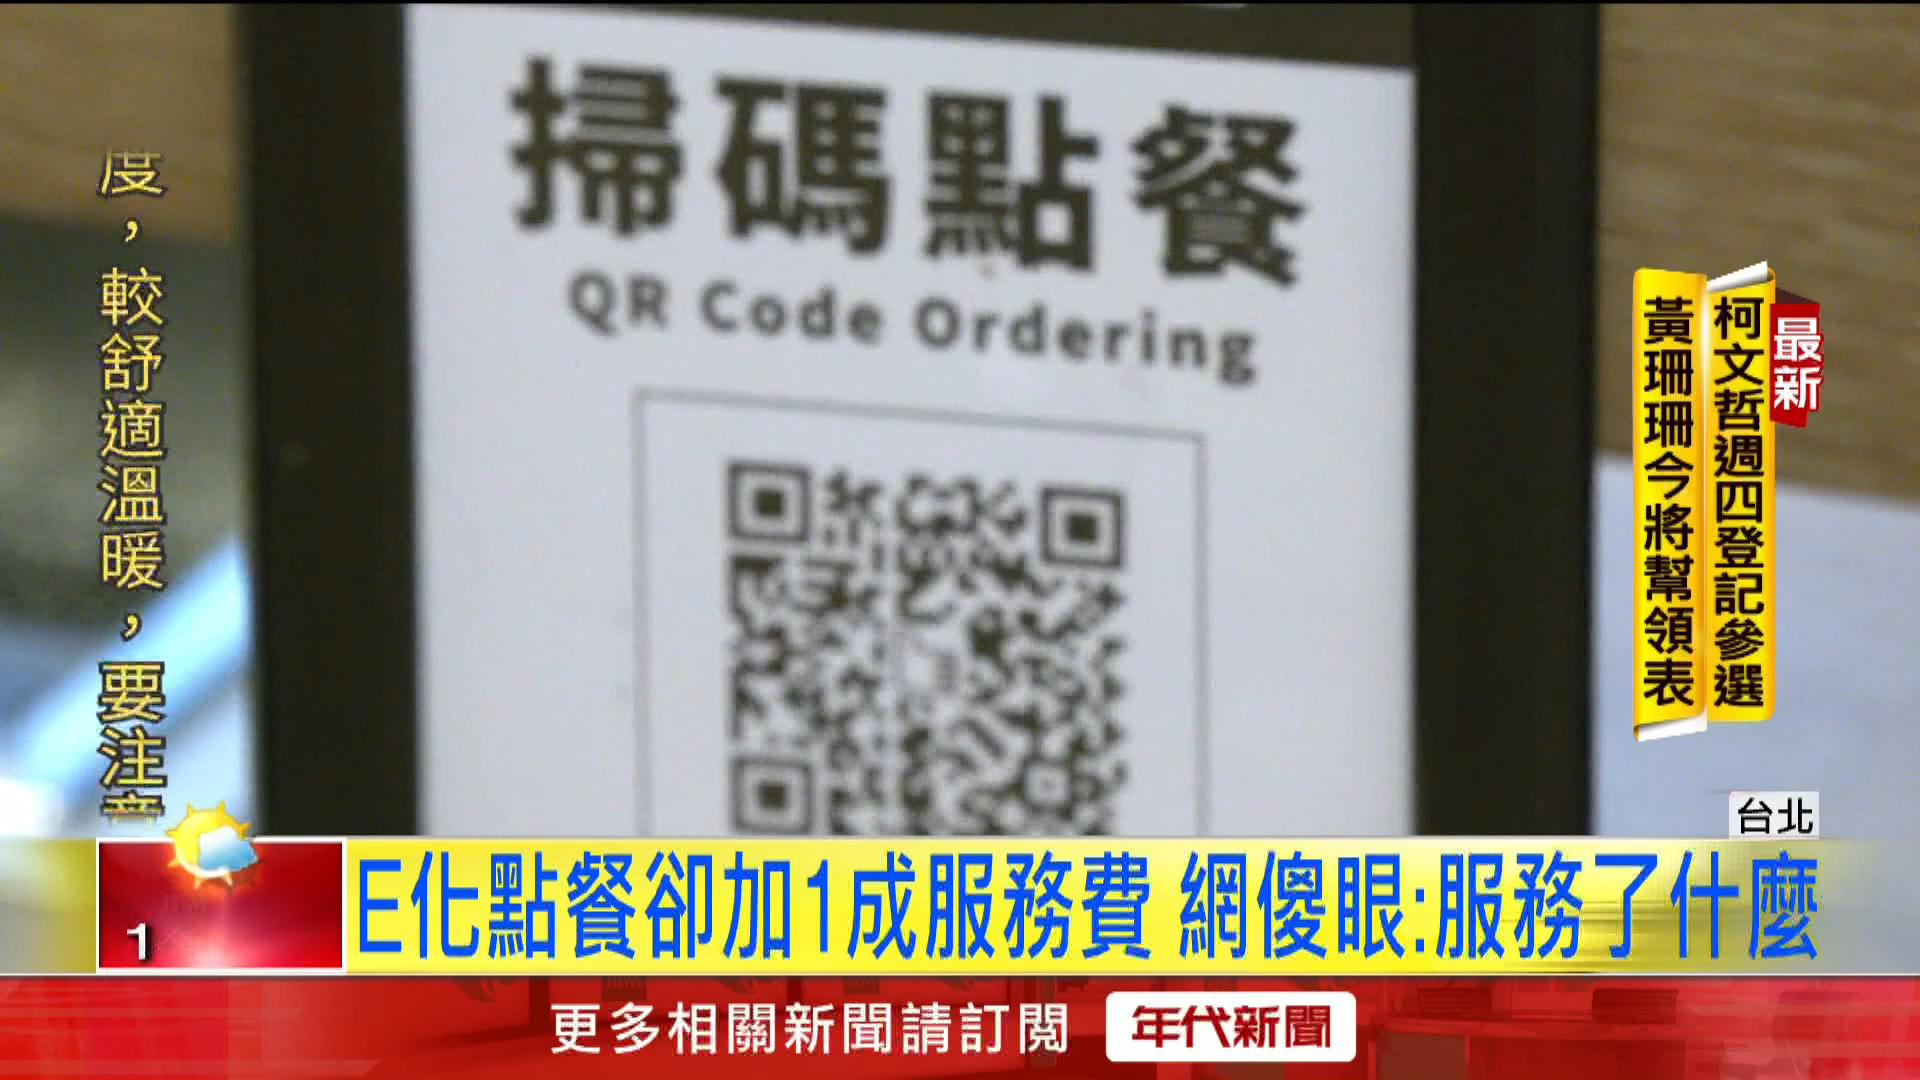 掃碼點餐
QR Code Ordering
度，較舒適溫暖，要注意
最新
柯文哲週四登記參選
黃珊珊今將幫領表
台北
1
E化點餐卻加1成服務費 網傻眼:服務了什麼
更多相關新聞請訂閱
年代新聞